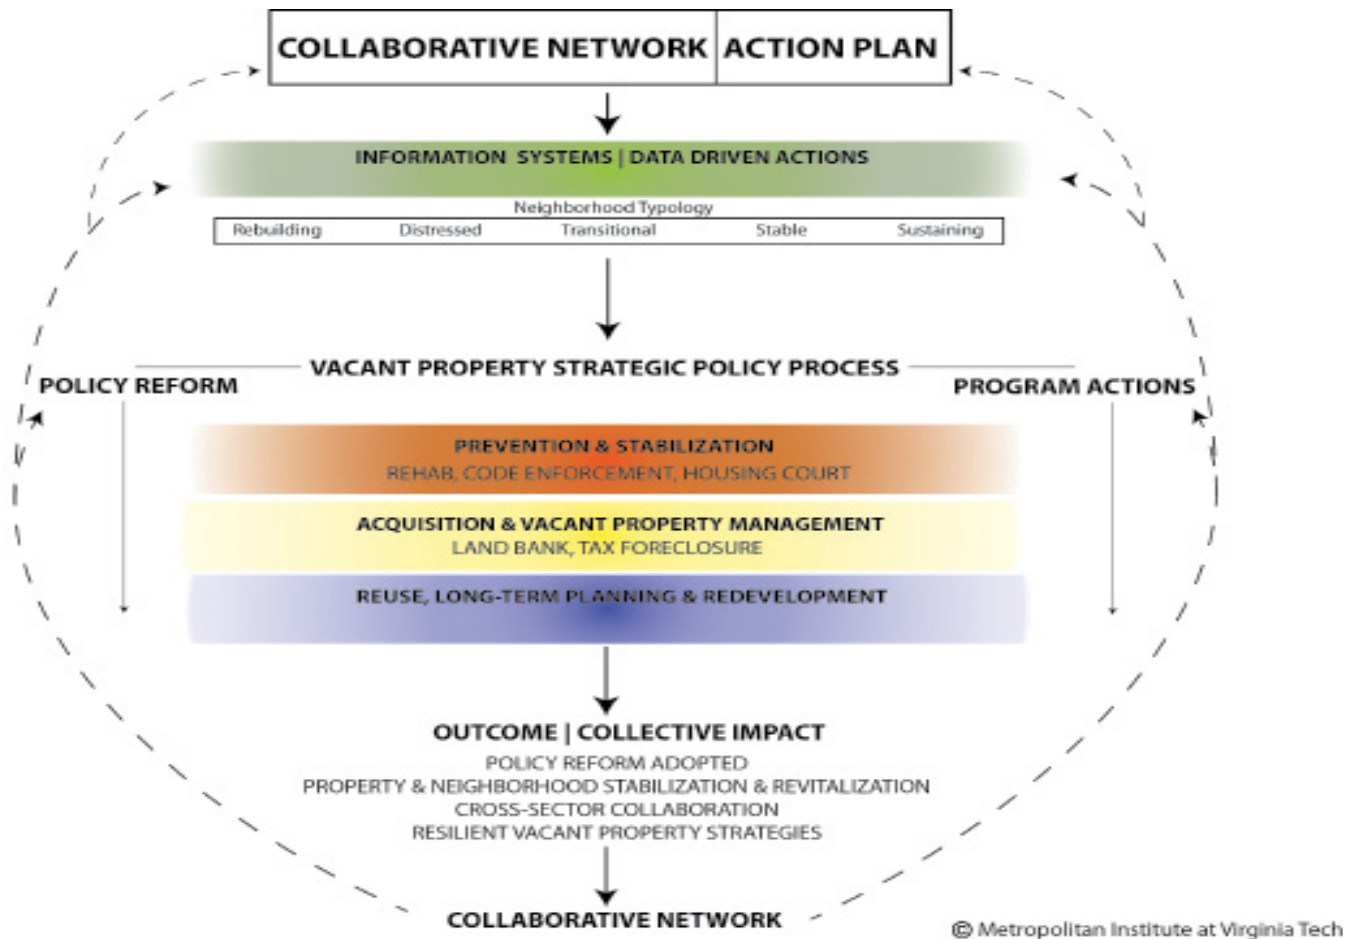 COLLABORATIVE NETWORK ACTION PLAN
INFORMATION SYSTEMS | DATA DRIVEN ACTIONS
Neighborhood Typology
Rebuilding Distressed Transitional Stable Sustaining
VACANT PROPERTY STRATEGIC POLICY PROCESS
POLICY REFORM PROGRAM ACTIONS
PREVENTION & STABILIZATION
REHAB, CODE ENFORCEMENT, HOUSING COURT
ACQUISITION & VACANT PROPERTY MANAGEMENT
LAND BANK, TAX FORECLOSURE
REUSE, LONG-TERM PLANNING & REDEVELOPMENT
OUTCOME | COLLECTIVE IMPACT
POLICY REFORM ADOPTED
PROPERTY & NEIGHBORHOOD STABILIZATION & REVITALIZATION
CROSS-SECTOR COLLABORATION
RESILIENT VACANT PROPERTY STRATEGIES
COLLABORATIVE NETWORK
© Metropolitan Institute at Virginia Tech